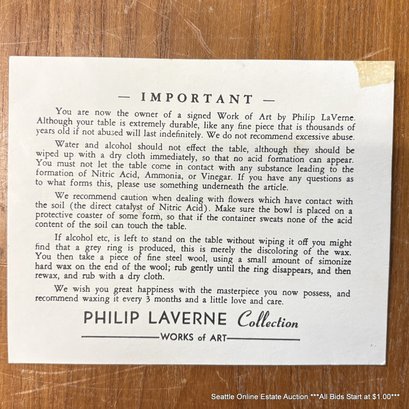 — IMPORTANT —
You are now the owner of a signed Work of Art by Philip LaVerne.
Although your table is extremely durable, like any fine piece that is thousands of
years old if not abused will last indefinitely. We do not recommend excessive abuse.
Water and alcohol should not effect the table, although they should be
wiped up with a dry cloth immediately, so that no acid formation can appear.
You must not let the table come in contact with any substance leading to the
formation of Nitric Acid, Ammonia, or Vinegar. If you have any questions as
to what forms this, please use something underneath the article.
We recommend caution when dealing with flowers which have contact with
the soil (the direct catalyst of Nitric Acid). Make sure the bowl is placed on a
protective coaster of some form, so that if the container sweats none of the acid
content of the soil can touch the table.
If alcohol etc, is left to stand on the table without wiping it off you might
find that a grey ring is produced, this is merely the discoloring of the wax.
You then take a piece of fine steel wool, using a small amount of simonize
hard wax on the end of the wool; rub gently until the ring disappears, and then
rewax, and rub with a dry cloth.
We wish you great happiness with the masterpiece you now possess, and
recommend waxing it every 3 months and a little love and care.
PHILIP LAVERNE Collection
WORKS of ART
Seattle Online Estate Auction ***All Bids Start at $1.00***